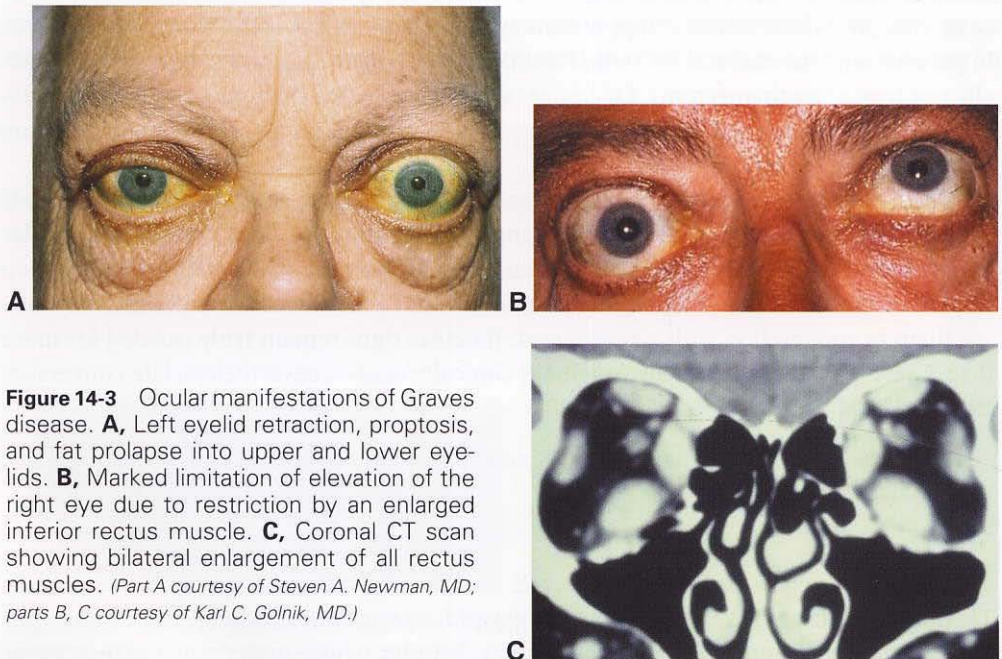 A
B
Figure 14-3 Ocular manifestations of Graves
disease. A, Left eyelid retraction, proptosis,
and fat prolapse into upper and lower eye-
lids. B, Marked limitation of elevation of the
right eye due to restriction by an enlarged
inferior rectus muscle. C, Coronal CT scan
showing bilateral enlargement of all rectus
muscles. (Part A courtesy of Steven A. Newman, MD;
parts B, C courtesy of Karl C. Golnik, MD.)
C